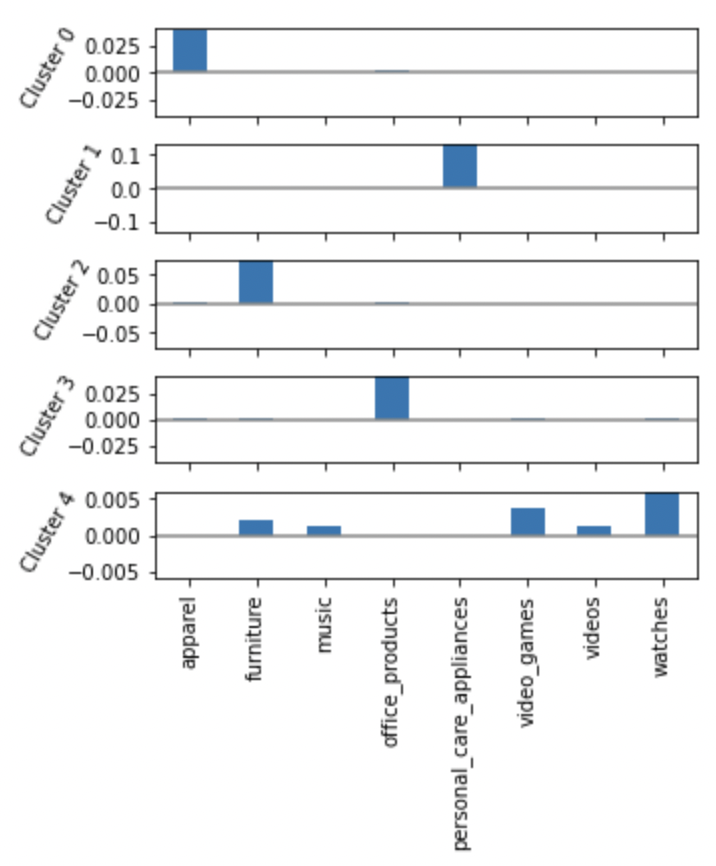 Cluster 0
0.025
0.000
−0.025
Cluster 1
0.1
0.0
−0.1
Cluster 2
0.05
0.00
−0.05
Cluster 3
0.025
0.000
−0.025
Cluster 4
0.005
0.000
−0.005
apparel
furniture
music
office_products
personal_care_appliances
video_games
videos
watches